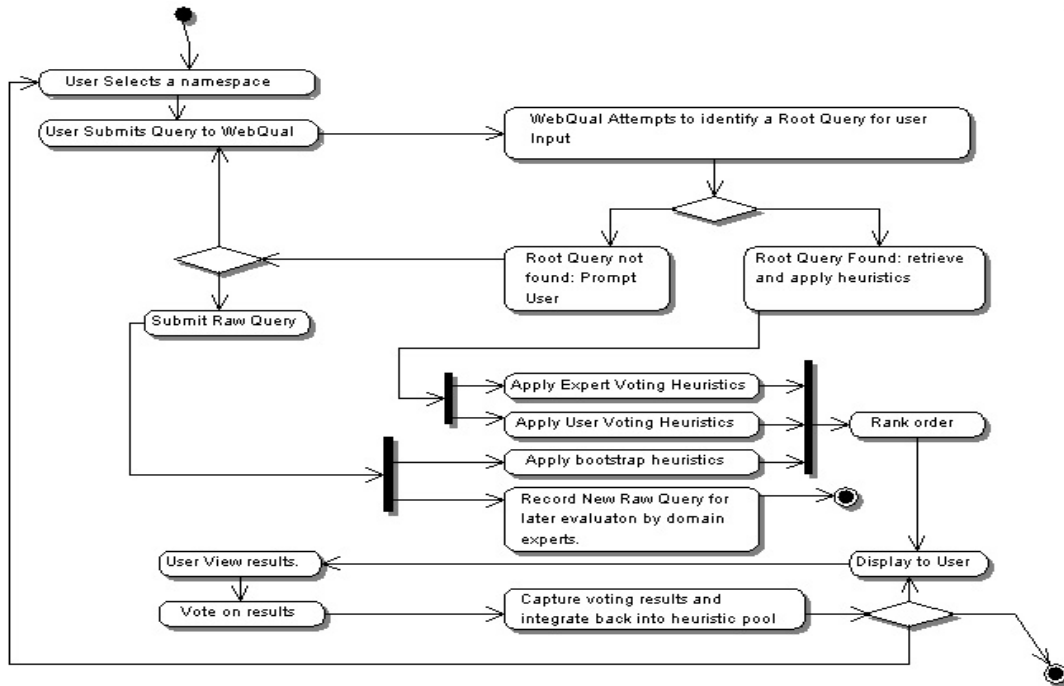 User Selects a namespace
User Submits Query to WebQual
WebQual Attempts to identify a Root Query for user
Input
Root Query not
found: Prompt
User
Root Query Found: retrieve
and apply heuristics
Submit Raw Query
Apply Expert Voting Heuristics
Apply User Voting Heuristics
Rank order
Apply bootstrap heuristics
Record New Raw Query for
later evaluaton by domain
experts.
User View results.
Display to User
Vote on results
Capture voting results and
integrate back into heuristic pool